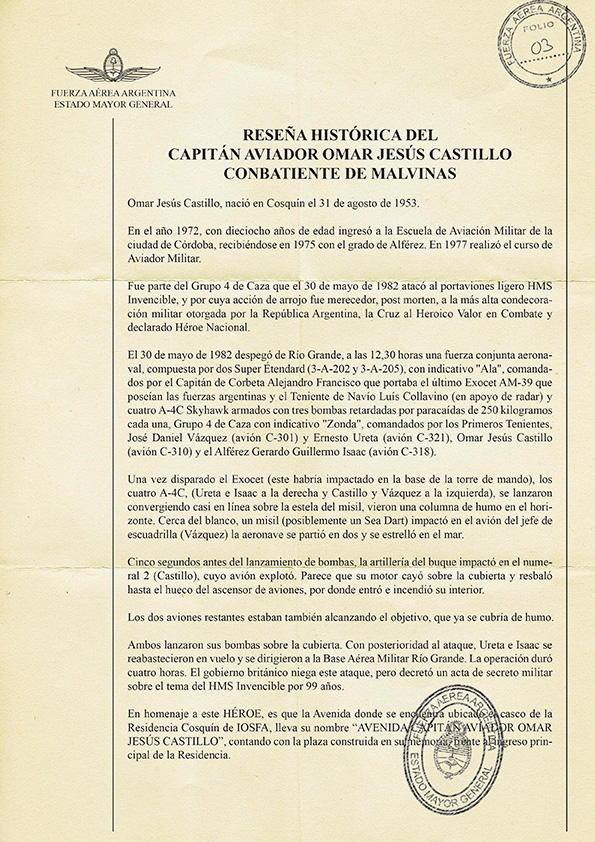 FUERZA AÉREA ARGENTINA
FOLIO
03
FUERZA AÉREA ARGENTINA
ESTADO MAYOR GENERAL
RESEÑA HISTÓRICA DEL
CAPITÁN AVIADOR OMAR JESÚS CASTILLO
CONBATIENTE DE MALVINAS
Omar Jesús Castillo, nació en Cosquín el 31 de agosto de 1953.
En el año 1972, con dieciocho años de edad ingresó a la Escuela de Aviación Militar de la
ciudad de Córdoba, recibiéndose en 1975 con el grado de Alférez. En 1977 realizó el curso de
Aviador Militar.
Fue parte del Grupo 4 de Caza que el 30 de mayo de 1982 atacó al portaviones ligero HMS
Invencible, y por cuya acción de arrojo fue merecedor, post morten, a la más alta condecora-
ción militar otorgada por la República Argentina, la Cruz al Heroico Valor en Combate y
declarado Héroe Nacional.
El 30 de mayo de 1982 despegó de Río Grande, a las 12,30 horas una fuerza conjunta aerona-
val, compuesta por dos Super Étendard (3-A-202 y 3-A-205), con indicativo "Ala", comanda-
dos por el Capitán de Corbeta Alejandro Francisco que portaba el último Exocet AM-39 que
poseían las fuerzas argentinas y el Teniente de Navío Luís Collavino (en apoyo de radar) y
cuatro A-4C Skyhawk armados con tres bombas retardadas por paracaídas de 250 kilogramos
cada una, Grupo 4 de Caza con indicativo "Zonda", comandados por los Primeros Tenientes,
José Daniel Vázquez (avión C-301) y Ernesto Ureta (avión C-321), Omar Jesús Castillo
(avión C-310) y el Alférez Gerardo Guillermo Isaac (avión C-318).
Una vez disparado el Exocet (este habría impactado en la base de la torre de mando), los
cuatro A-4C, (Ureta e Isaac a la derecha y Castillo y Vázquez a la izquierda), se lanzaron
convergiendo casi en línea sobre la estela del misil, vieron una columna de humo en el hori-
zonte. Cerca del blanco, un misil (posiblemente un Sea Dart) impactó en el avión del jefe de
escuadrilla (Vázquez) la aeronave se partió en dos y se estrelló en el mar.
Cinco segundos antes del lanzamiento de bombas, la artillería del buque impactó en el nume-
ral 2 (Castillo), cuyo avión explotó. Parece que su motor cayó sobre la cubierta y resbaló
hasta el hueco del ascensor de aviones, por donde entró e incendió su interior.
Los dos aviones restantes estaban también alcanzando el objetivo, que ya se cubría de humo.
Ambos lanzaron sus bombas sobre la cubierta. Con posterioridad al ataque, Ureta e Isaac se
reabastecieron en vuelo y se dirigieron a la Base Aérea Militar Río Grande. La operación duró
cuatro horas. El gobierno británico niega este ataque, pero decretó un acta de secreto militar
sobre el tema del HMS Invencible por 99 años.
En homenaje a este HÉROE, es que la Avenida donde se encuentra ubicado el casco de la
Residencia Cosquín de IOSFA, lleva su nombre “AVENIDA CAPITÁN AVIADOR OMAR
JESÚS CASTILLO”, contando con la plaza construida en su memoria, frente al ingreso prin-
cipal de la Residencia.
FUERZA AEREA ARGENTINA
ESTADO MAYOR GENERAL